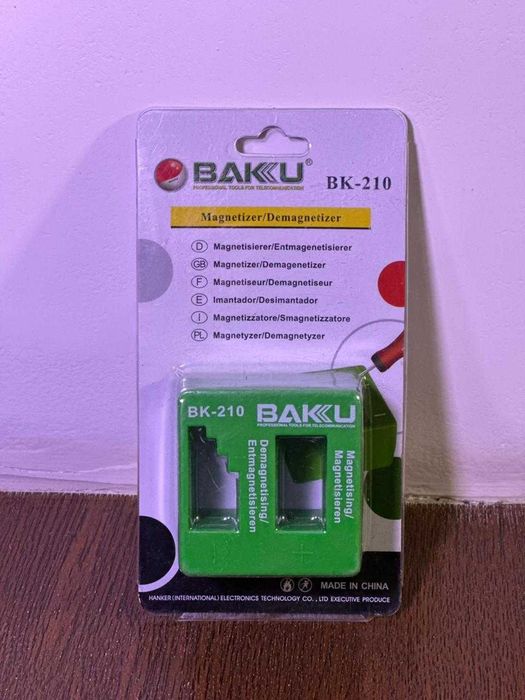 BAKU®
PROFESSIONAL TOOLS FOR TELECOMMUNICATION
BK-210
Magnetizer/Demagnetizer
D Magnetisierer/Entmagenetisierer
GB Magnetizer/Demagenetizer
F Magnetiseur/Demagnetiseur
E Imantador/Desimantador
I Magnetizzatore/Smagnetizzatore
PL Magnetyzer/Demagnetyzer
BK-210 BAKU
PROFESSIONAL TOOLS FOR TELECOMMUNICATION
Demagnetising/
Entmagnetisieren
Magnetising/
Magnetisieren
+
MADE IN CHINA
HANKER (INTERNATIONAL) ELECTRONICS TECHNOLOGY CO. , LTD EXECUTIVE PRODUCE